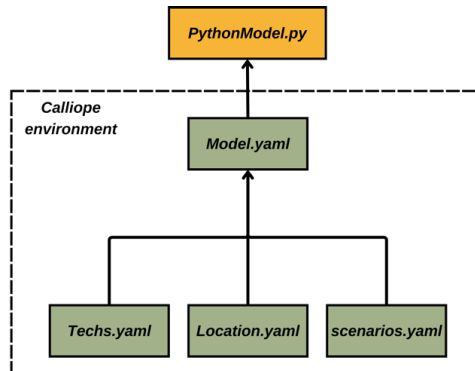 PythonModel.py
Calliope
environment
Model.yaml
Techs.yaml
Location.yaml
scenarios.yaml